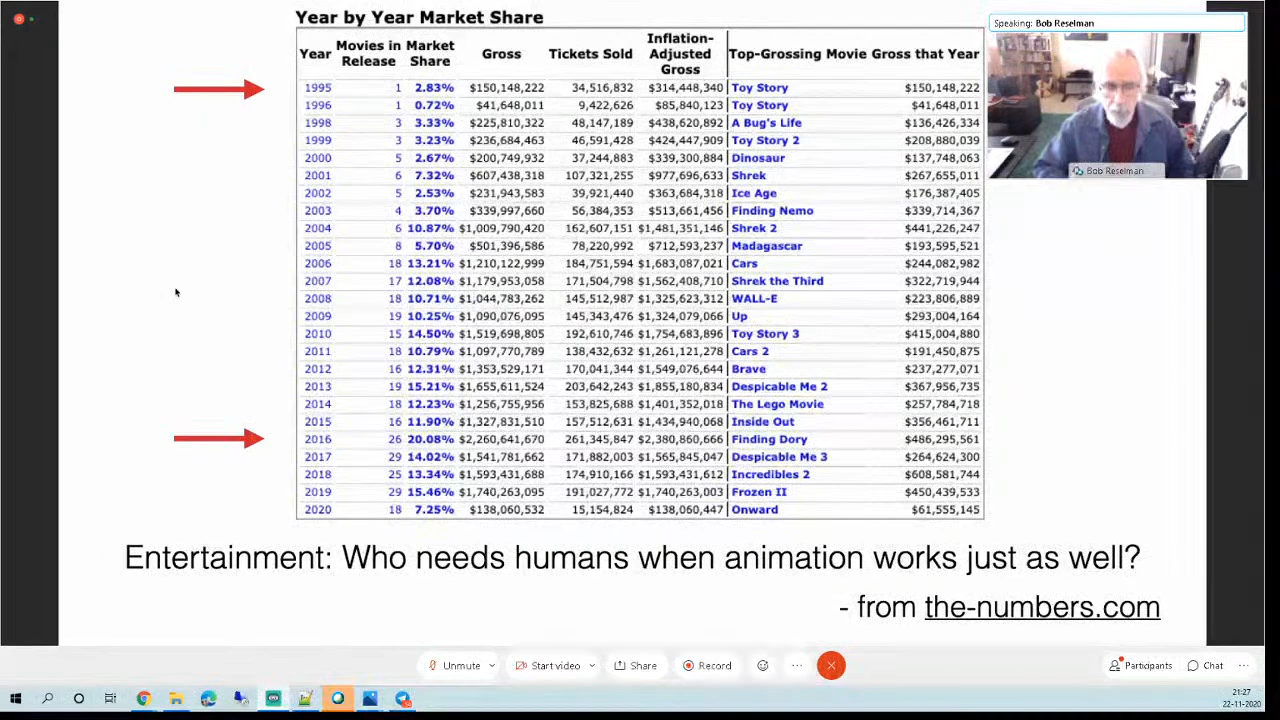 Year by Year Market Share
Speaking: Bob Reselman
Year Movies in Release Market Share Gross Tickets Sold Inflation-Adjusted Gross Top-Grossing Movie Gross that Year
1995 1 2.83% $150,148,222 34,516,832 $314,448,340 Toy Story $150,148,222
1996 1 0.72% $41,648,011 9,422,626 $85,840,123 Toy Story $41,648,011
1998 3 3.33% $225,810,322 48,147,189 $438,620,892 A Bug's Life $136,426,334
1999 3 3.23% $236,684,463 46,591,428 $424,447,909 Toy Story 2 $208,880,039
2000 5 2.67% $200,749,932 37,244,883 $339,300,884 Dinosaur $137,748,063
2001 6 7.32% $607,438,318 107,321,255 $977,696,633 Shrek $267,655,011
2002 5 2.53% $231,943,583 39,921,440 $363,684,318 Ice Age $176,387,405
2003 4 3.70% $339,997,660 56,384,353 $513,661,456 Finding Nemo $339,714,367
2004 6 10.87% $1,009,790,420 162,607,151 $1,481,351,146 Shrek 2 $441,226,247
2005 8 5.70% $501,396,586 78,220,992 $712,593,237 Madagascar $193,595,521
2006 18 13.21% $1,210,122,999 184,751,594 $1,683,087,021 Cars $244,082,982
2007 17 12.08% $1,179,953,058 171,504,798 $1,562,408,710 Shrek the Third $322,719,944
2008 18 10.71% $1,044,783,262 145,512,987 $1,325,623,312 WALL-E $223,806,889
2009 19 10.25% $1,090,076,095 145,343,476 $1,324,079,066 Up $293,004,164
2010 15 14.50% $1,519,698,805 192,610,746 $1,754,683,896 Toy Story 3 $415,004,880
2011 18 10.79% $1,097,770,789 138,432,632 $1,261,121,278 Cars 2 $191,450,875
2012 16 12.31% $1,353,529,171 170,041,344 $1,549,076,644 Brave $237,277,071
2013 19 15.21% $1,655,611,524 203,642,243 $1,855,180,834 Despicable Me 2 $367,956,735
2014 18 12.23% $1,256,755,956 153,825,688 $1,401,352,018 The Lego Movie $257,784,718
2015 16 11.90% $1,327,831,510 157,512,631 $1,434,940,068 Inside Out $356,461,711
2016 26 20.08% $2,260,641,670 261,345,847 $2,380,860,666 Finding Dory $486,295,561
2017 29 14.02% $1,541,781,662 171,882,003 $1,565,845,047 Despicable Me 3 $264,624,300
2018 25 13.34% $1,593,431,688 174,910,166 $1,593,431,612 Incredibles 2 $608,581,744
2019 29 15.46% $1,740,263,095 191,027,772 $1,740,263,003 Frozen II $450,439,533
2020 18 7.25% $138,060,532 15,154,824 $138,060,447 Onward $61,555,145
Bob Reselman
Entertainment: Who needs humans when animation works just as well?
- from the-numbers.com
Unmute Start video Share Record Participants Chat
21:27
22-11-2020